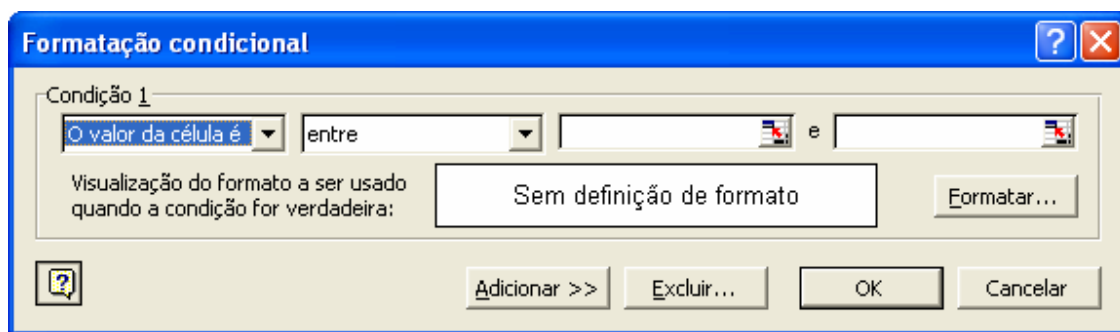 Formatação condicional
Condição 1
O valor da célula é entre e
Visualização do formato a ser usado
quando a condição for verdadeira:
Sem definição de formato
Formatar...
Adicionar >> Excluir... OK Cancelar